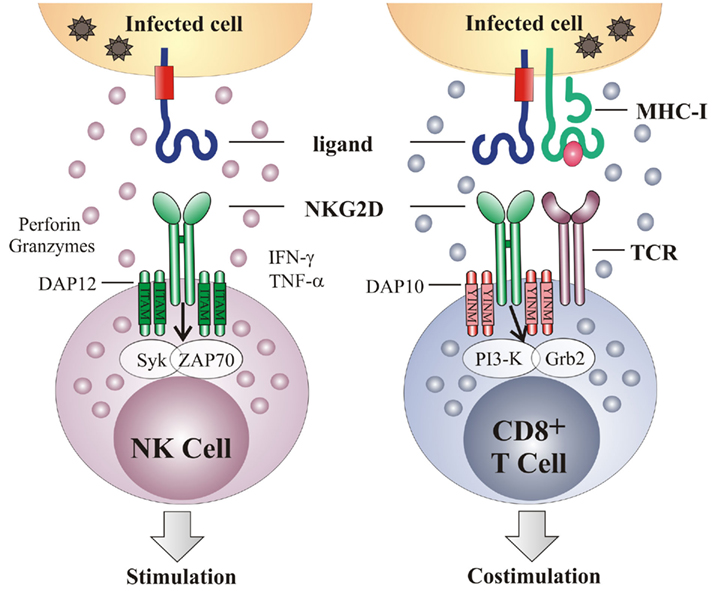 Infected cell
Infected cell
MHC-I
ligand
NKG2D
Perforin
Granzymes
IFN-γ
TNF-α
TCR
DAP12
DAP10
ITAM
ITAM
ITAM
ITAM
YINM
YINM
YINM
YINM
Syk
ZAP70
PI3-K
Grb2
NK Cell
CD8+
T Cell
Stimulation
Costimulation